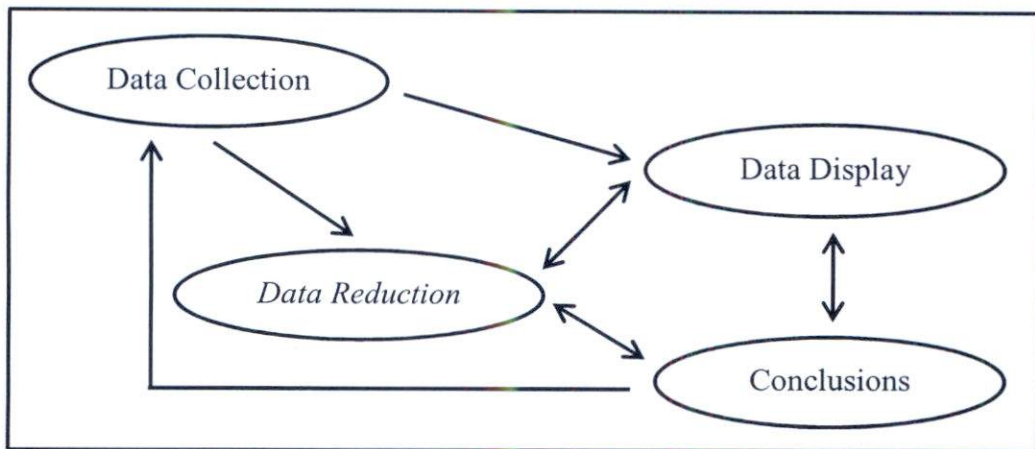 Data Collection
Data Display
Data Reduction
Conclusions